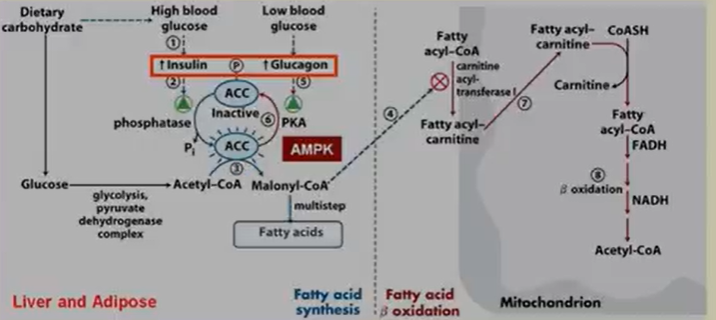 Dietary
carbohydrate
High blood
glucose
Low blood
glucose
①
↑Insulin
P
↑Glucagon
②
ACC
⑤
Inactive
⑥
phosphatase
PKA
Pi
ACC
AMPK
③
Glucose
Acetyl–CoA
Malonyl-CoA
glycolysis,
pyruvate
dehydrogenase
complex
multistep
Fatty acids
Liver and Adipose
Fatty acid
synthesis
④
Fatty
acyl–CoA
carnitine
acyl-
transferase I
Fatty acyl–
carnitine
⑦
Fatty acid
β oxidation
Fatty acyl–
carnitine
CoASH
Carnitine
Fatty
acyl–CoA
FADH
⑧
β oxidation
NADH
Acetyl-CoA
Mitochondrion